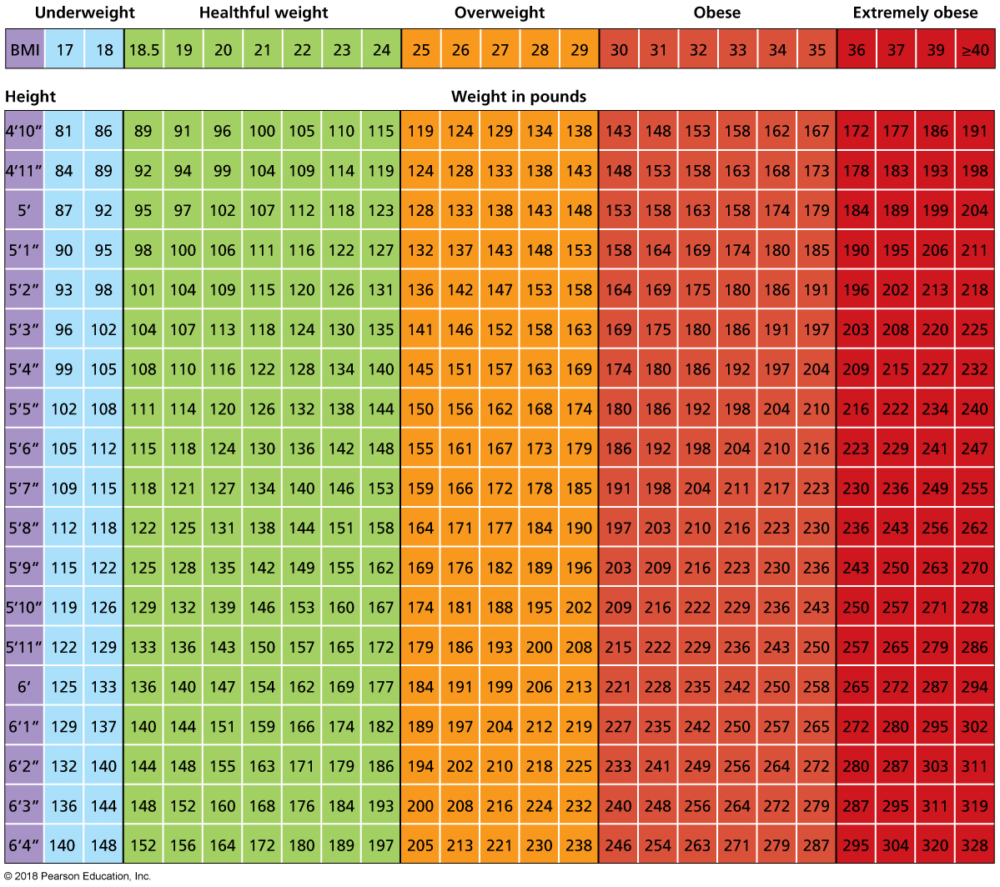 Underweight Healthful weight Overweight Obese Extremely obese
BMI 17 18 18.5 19 20 21 22 23 24 25 26 27 28 29 30 31 32 33 34 35 36 37 39 ≥40
Height Weight in pounds
4‘10” 81 86 89 91 96 100 105 110 115 119 124 129 134 138 143 148 153 158 162 167 172 177 186 191
4‘11” 84 89 92 94 99 104 109 114 119 124 128 133 138 143 148 153 158 163 168 173 178 183 193 198
5‘ 87 92 95 97 102 107 112 118 123 128 133 138 143 148 153 158 163 158 174 179 184 189 199 204
5‘1” 90 95 98 100 106 111 116 122 127 132 137 143 148 153 158 164 169 174 180 185 190 195 206 211
5‘2” 93 98 101 104 109 115 120 126 131 136 142 147 153 158 164 169 175 180 186 191 196 202 213 218
5‘3” 96 102 104 107 113 118 124 130 135 141 146 152 158 163 169 175 180 186 191 197 203 208 220 225
5‘4” 99 105 108 110 116 122 128 134 140 145 151 157 163 169 174 180 186 192 197 204 209 215 227 232
5‘5” 102 108 111 114 120 126 132 138 144 150 156 162 168 174 180 186 192 198 204 210 216 222 234 240
5‘6” 105 112 115 118 124 130 136 142 148 155 161 167 173 179 186 192 198 204 210 216 223 229 241 247
5‘7” 109 115 118 121 127 134 140 146 153 159 166 172 178 185 191 198 204 211 217 223 230 236 249 255
5‘8” 112 118 122 125 131 138 144 151 158 164 171 177 184 190 197 203 210 216 223 230 236 243 256 262
5‘9” 115 122 125 128 135 142 149 155 162 169 176 182 189 196 203 209 216 223 230 236 243 250 263 270
5‘10” 119 126 129 132 139 146 153 160 167 174 181 188 195 202 209 216 222 229 236 243 250 257 271 278
5‘11” 122 129 133 136 143 150 157 165 172 179 186 193 200 208 215 222 229 236 243 250 257 265 279 286
6‘ 125 133 136 140 147 154 162 169 177 184 191 199 206 213 221 228 235 242 250 258 265 272 287 294
6‘1” 129 137 140 144 151 159 166 174 182 189 197 204 212 219 227 235 242 250 257 265 272 280 295 302
6‘2” 132 140 144 148 155 163 171 179 186 194 202 210 218 225 233 241 249 256 264 272 280 287 303 311
6‘3” 136 144 148 152 160 168 176 184 193 200 208 216 224 232 240 248 256 264 272 279 287 295 311 319
6‘4” 140 148 152 156 164 172 180 189 197 205 213 221 230 238 246 254 263 271 279 287 295 304 320 328
© 2018 Pearson Education, Inc.